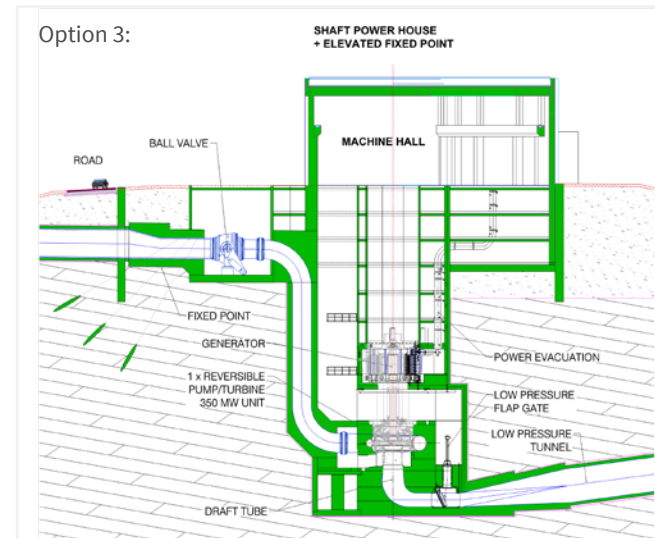 Option 3:
SHAFT POWER HOUSE
+ ELEVATED FIXED POINT
MACHINE HALL
BALL VALVE
ROAD
FIXED POINT
GENERATOR
1 x REVERSIBLE
PUMP/TURBINE
350 MW UNIT
DRAFT TUBE
POWER EVACUATION
LOW PRESSURE
FLAP GATE
LOW PRESSURE
TUNNEL